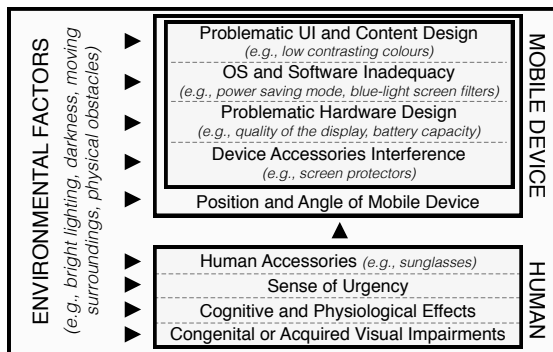 ENVIRONMENTAL FACTORS
(e.g., bright lighting, darkness, moving
surroundings, physical obstacles)
Problematic UI and Content Design
(e.g., low contrasting colours)
OS and Software Inadequacy
(e.g., power saving mode, blue-light screen filters)
Problematic Hardware Design
(e.g., quality of the display, battery capacity)
Device Accessories Interference
(e.g., screen protectors)
Position and Angle of Mobile Device
MOBILE DEVICE
Human Accessories (e.g., sunglasses)
Sense of Urgency
Cognitive and Physiological Effects
Congenital or Acquired Visual Impairments
HUMAN